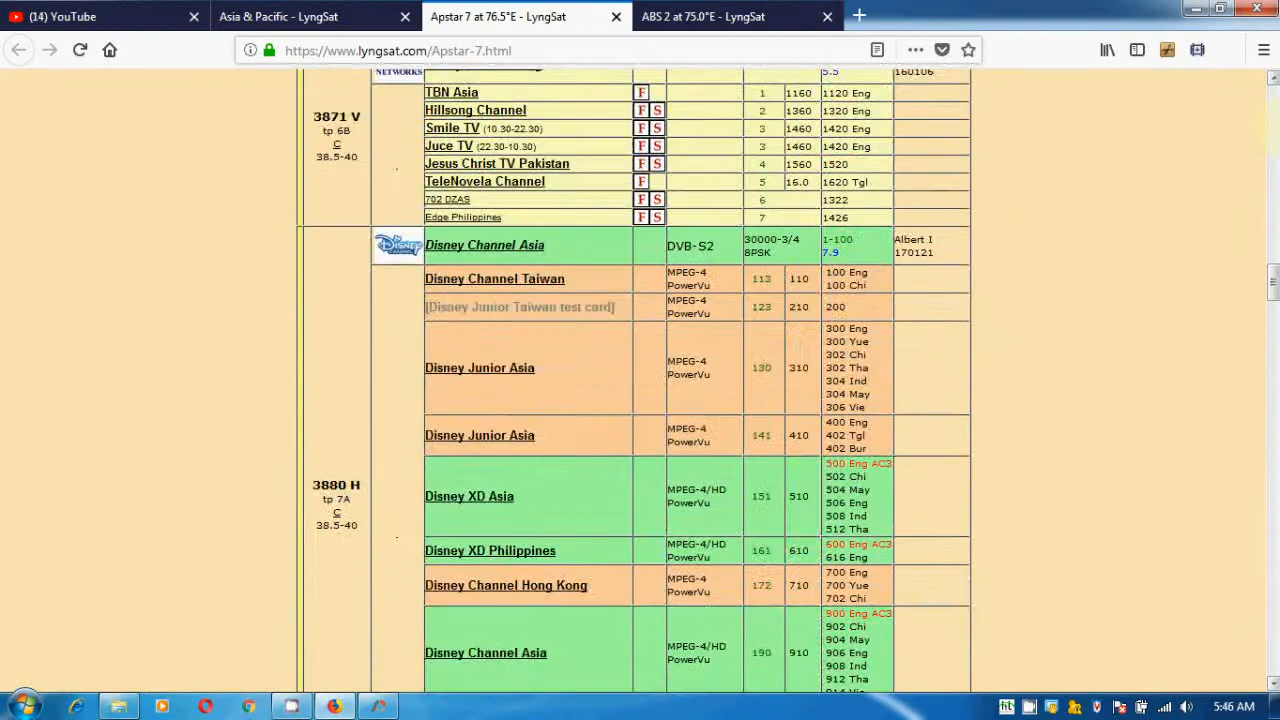 (14) YouTube
Asia & Pacific - LyngSat
Apstar 7 at 76.5°E - LyngSat
ABS 2 at 75.0°E - LyngSat
https://www.lyngsat.com/Apstar-7.html
NETWORKS 5.5 160106
3871 V
tp 6B
C
38.5-40
TBN Asia F 1 1160 1120 Eng
Hillsong Channel F S 2 1360 1320 Eng
Smile TV (10.30-22.30) F S 3 1460 1420 Eng
Juce TV (22.30-10.30) F S 3 1460 1420 Eng
Jesus Christ TV Pakistan F S 4 1560 1520
TeleNovela Channel F 5 16.0 1620 Tgl
702 DZAS F S 6 1322
Edge Philippines F S 7 1426
3880 H
tp 7A
C
38.5-40
Disney Channel Asia DVB-S2 30000-3/4 1-100 Albert I
8PSK 7.9 170121
Disney Channel Taiwan MPEG-4 113 110 100 Eng
PowerVu 100 Chi
[Disney Junior Taiwan test card] MPEG-4 123 210 200
PowerVu
Disney Junior Asia MPEG-4 130 310 300 Eng
PowerVu 300 Yue
302 Chi
302 Tha
304 Ind
304 May
306 Vie
Disney Junior Asia MPEG-4 141 410 400 Eng
PowerVu 402 Tgl
402 Bur
Disney XD Asia MPEG-4/HD 151 510 500 Eng AC3
PowerVu 502 Chi
504 May
506 Eng
508 Ind
512 Tha
Disney XD Philippines MPEG-4/HD 161 610 600 Eng AC3
PowerVu 616 Eng
Disney Channel Hong Kong MPEG-4 172 710 700 Eng
PowerVu 700 Yue
702 Chi
Disney Channel Asia MPEG-4/HD 190 910 900 Eng AC3
PowerVu 902 Chi
904 May
906 Eng
908 Ind
912 Tha
914 Vie
5:46 AM